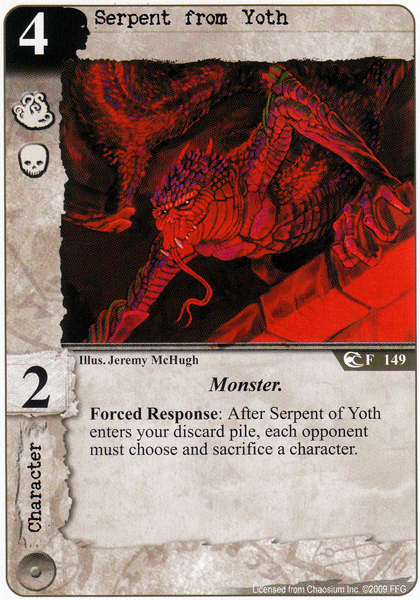 4
Serpent from Yoth
Illus. Jeremy McHugh
F 149
2
Monster.
Forced Response: After Serpent of Yoth
enters your discard pile, each opponent
must choose and sacrifice a character.
Character
Licensed from Chaosium Inc. ©2009 FFG